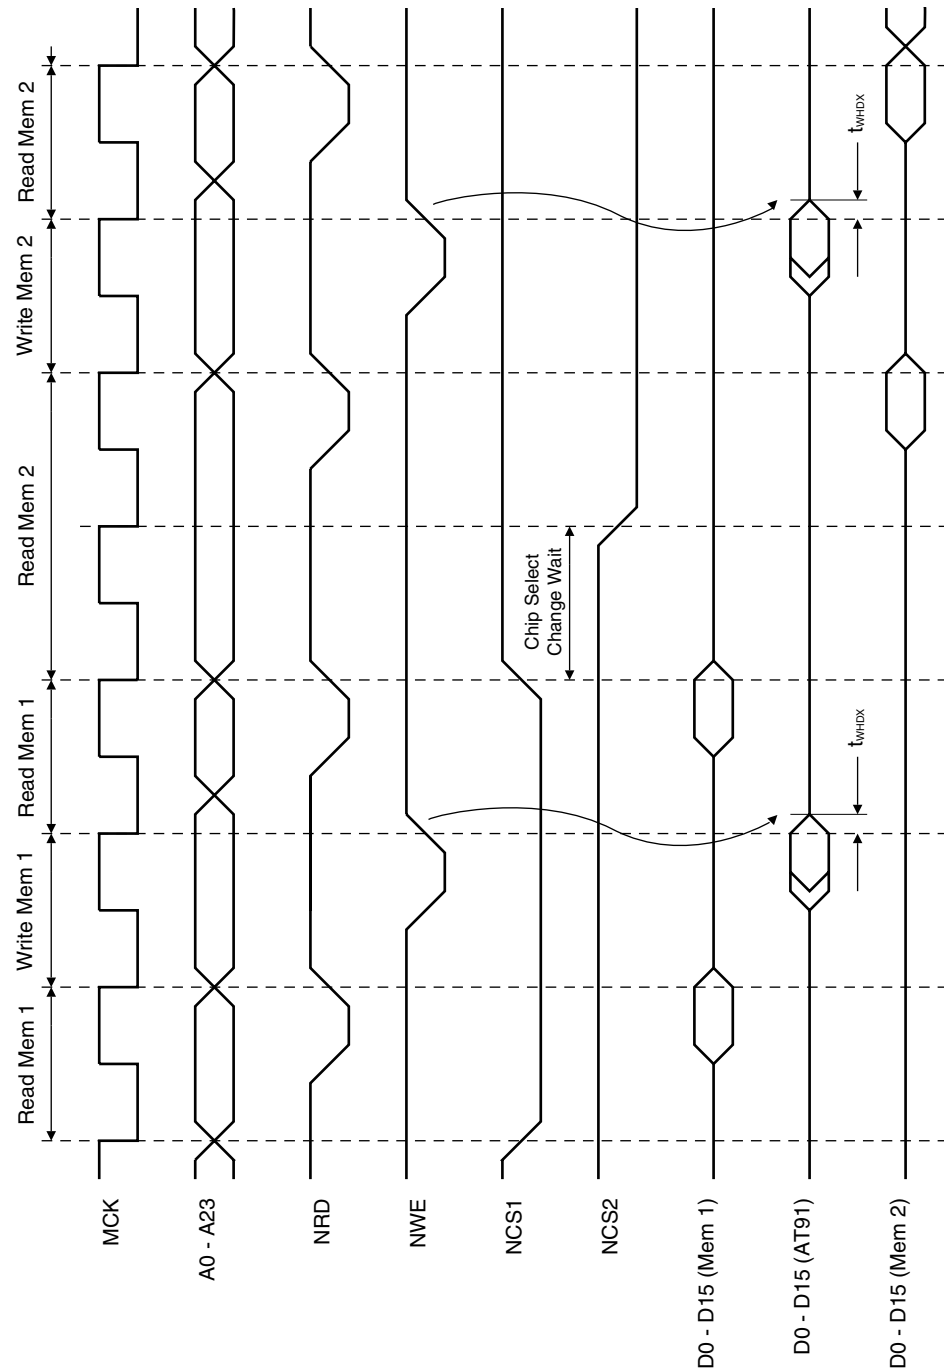 Read Mem 1
Write Mem 1
Read Mem 1
Read Mem 2
Write Mem 2
Read Mem 2
MCK
A0 - A23
NRD
NWE
NCS1
Chip Select
Change Wait
NCS2
D0 - D15 (Mem 1)
D0 - D15 (AT91)
tWHDX
tWHDX
D0 - D15 (Mem 2)